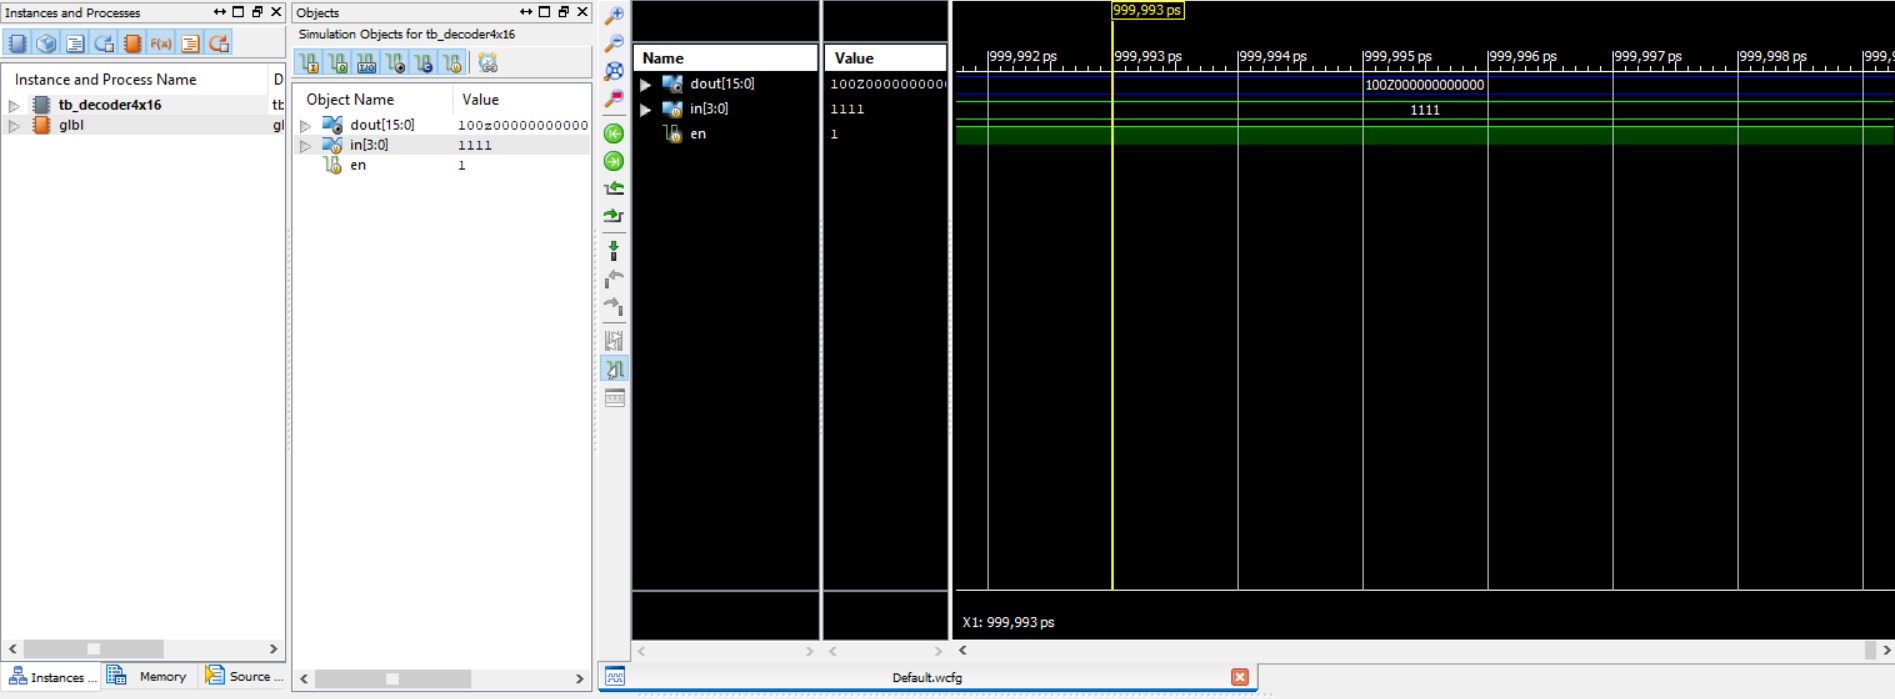 Instances and Processes
F(x)
Instance and Process Name D
tb_decoder4x16 tb
glbl gl
Instances ... Memory Source ...
Objects
Simulation Objects for tb_decoder4x16
Object Name Value
dout[15:0] 100z00000000000
in[3:0] 1111
en 1
Name Value
dout[15:0] 100Z0000000000
in[3:0] 1111
en 1
999,993 ps
999,992 ps 999,993 ps 999,994 ps 999,995 ps 999,996 ps 999,997 ps 999,998 ps 999,9
100Z000000000000
1111
X1: 999,993 ps
Default.wcfg